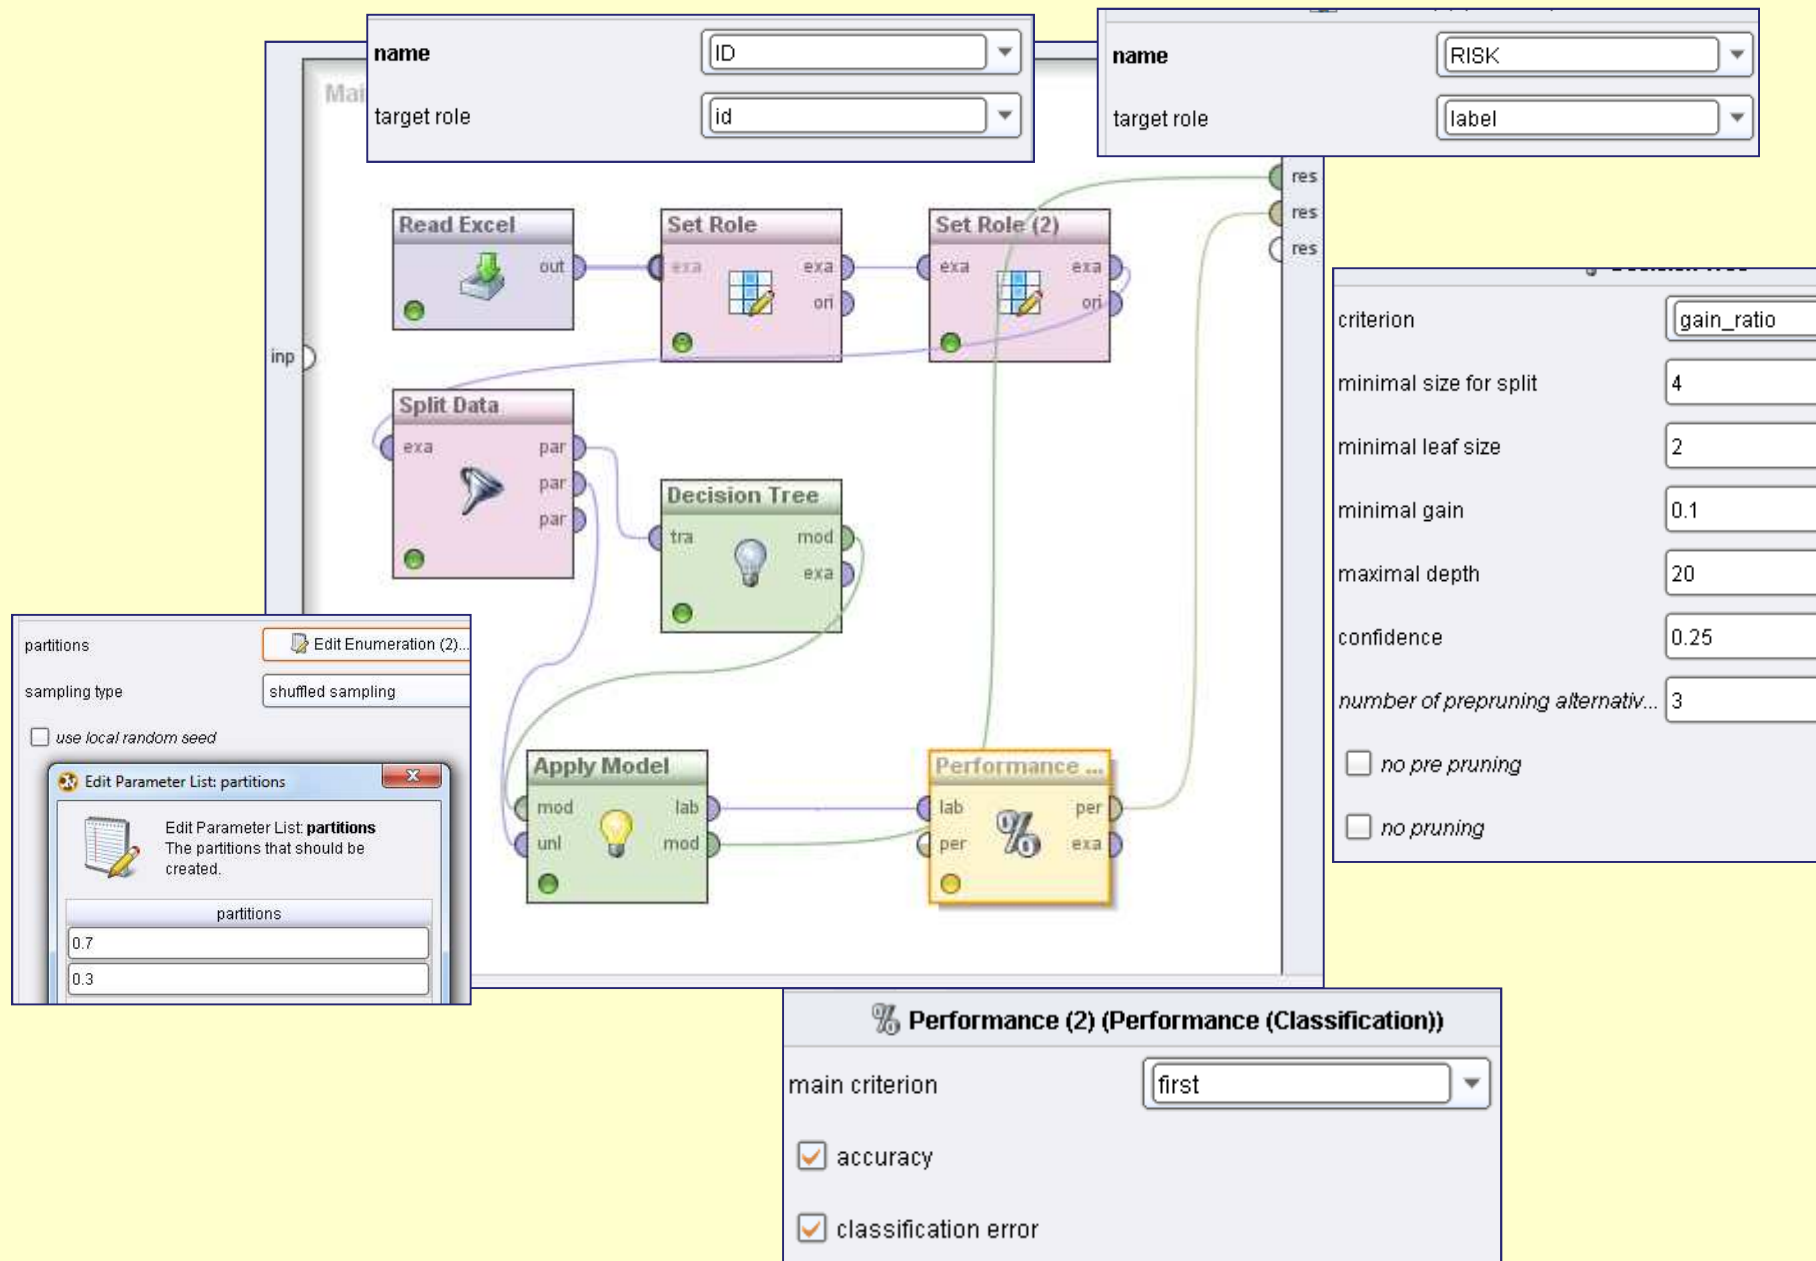 name ID
target role id
name RISK
target role label
Mai
res
res
res
inp
Read Excel
out
Set Role
exa exa
ori
Set Role (2)
exa exa
ori
Split Data
exa par
par
par
Decision Tree
tra mod
exa
criterion gain_ratio
minimal size for split 4
minimal leaf size 2
minimal gain 0.1
maximal depth 20
confidence 0.25
number of prepruning alternativ... 3
no pre pruning
no pruning
partitions Edit Enumeration (2)...
sampling type shuffled sampling
use local random seed
Edit Parameter List: partitions
Edit Parameter List: partitions
The partitions that should be
created.
partitions
0.7
0.3
Apply Model
mod lab
unl mod
Performance ...
lab per
per exa
Performance (2) (Performance (Classification))
main criterion first
accuracy
classification error